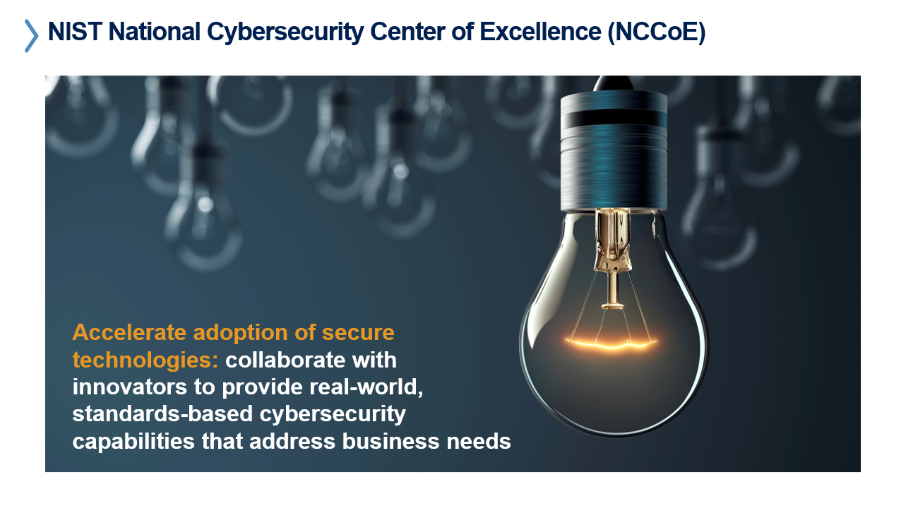 NIST National Cybersecurity Center of Excellence (NCCoE)
Accelerate adoption of secure
technologies: collaborate with
innovators to provide real-world,
standards-based cybersecurity
capabilities that address business needs